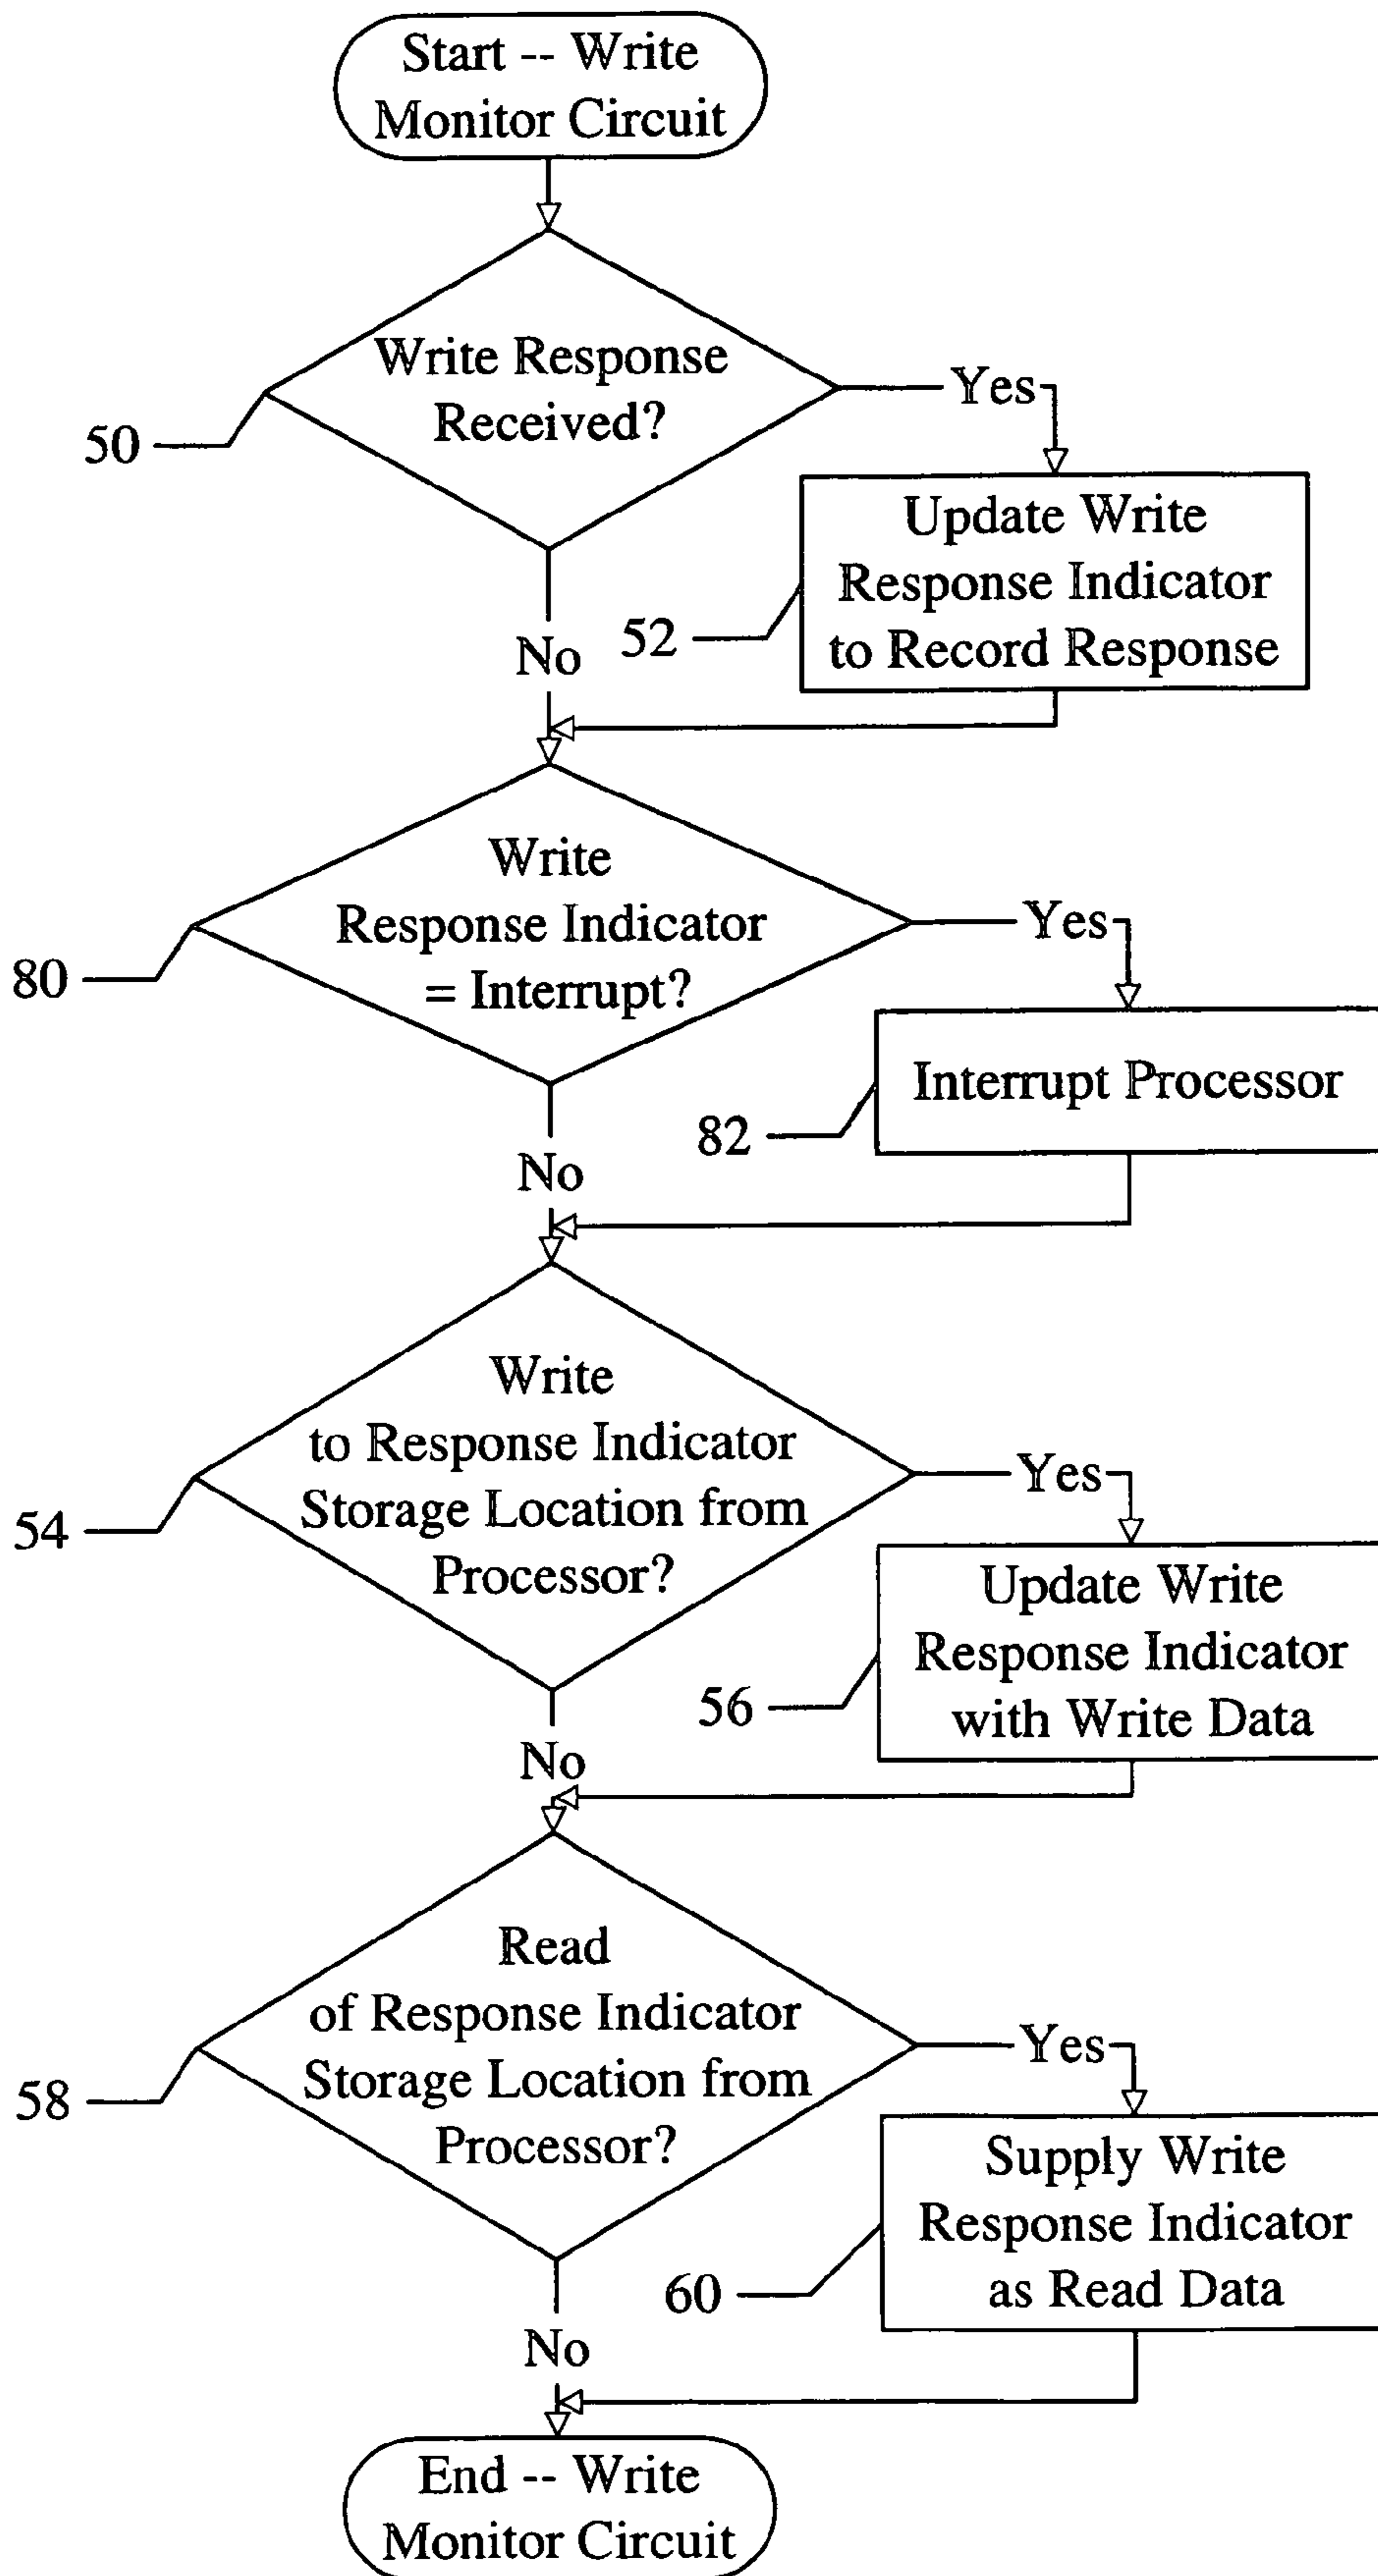 Start -- Write
Monitor Circuit
Write Response
Received?
Yes
50
Update Write
Response Indicator
to Record Response
52
No
Write
Response Indicator
= Interrupt?
Yes
80
Interrupt Processor
82
No
Write
to Response Indicator
Storage Location from
Processor?
Yes
54
Update Write
Response Indicator
with Write Data
56
No
Read
of Response Indicator
Storage Location from
Processor?
Yes
58
Supply Write
Response Indicator
as Read Data
60
No
End -- Write
Monitor Circuit